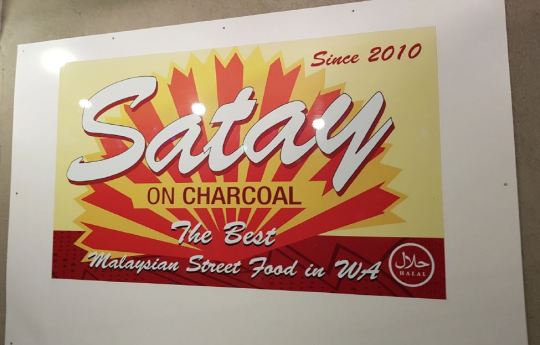 Since 2010
Satay
ON CHARCOAL
The Best
Malaysian Street Food in WA
حلال
HALAL